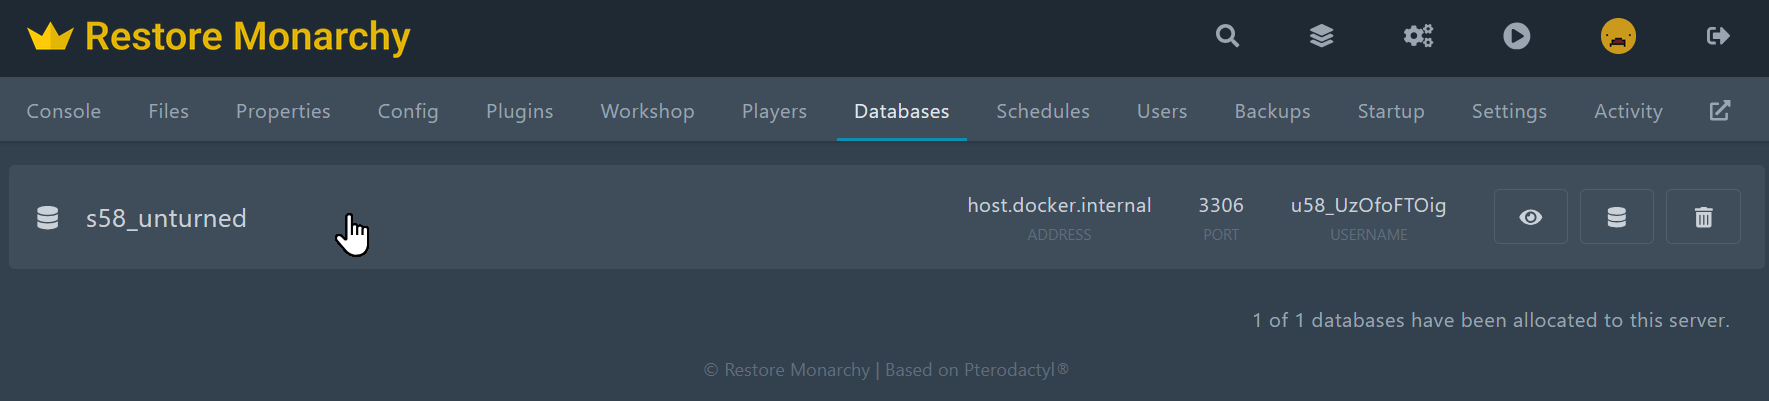 Restore Monarchy
Console Files Properties Config Plugins Workshop Players Databases Schedules Users Backups Startup Settings Activity
s58_unturned host.docker.internal 3306 u58_UzOfoFTOig
ADDRESS PORT USERNAME
1 of 1 databases have been allocated to this server.
© Restore Monarchy | Based on Pterodactyl®